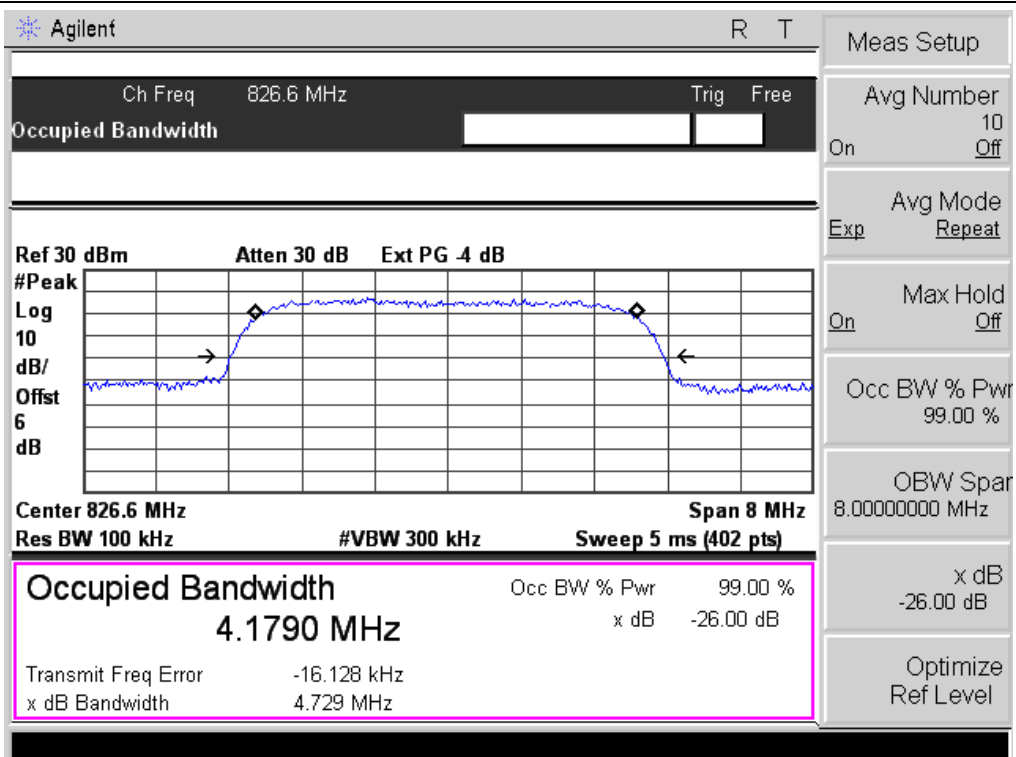 Agilent R T
Ch Freq 826.6 MHz Trig Free
Occupied Bandwidth
Ref 30 dBm Atten 30 dB Ext PG -4 dB
#Peak
Log
10
dB/
Offst
6
dB
Center 826.6 MHz Span 8 MHz
Res BW 100 kHz #VBW 300 kHz Sweep 5 ms (402 pts)
Occupied Bandwidth Occ BW % Pwr 99.00 %
4.1790 MHz x dB -26.00 dB
Transmit Freq Error -16.128 kHz
x dB Bandwidth 4.729 MHz
Meas Setup
Avg Number
10
On Off
Avg Mode
Exp Repeat
Max Hold
On Off
Occ BW % Pwr
99.00 %
OBW Span
8.00000000 MHz
x dB
-26.00 dB
Optimize
Ref Level